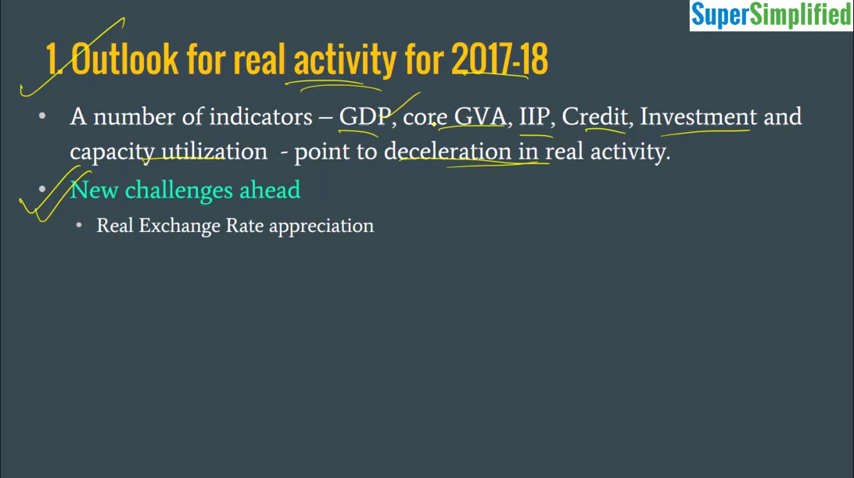 SuperSimplified
1. Outlook for real activity for 2017-18
• A number of indicators – GDP, core GVA, IIP, Credit, Investment and
capacity utilization - point to deceleration in real activity.
• New challenges ahead
• Real Exchange Rate appreciation